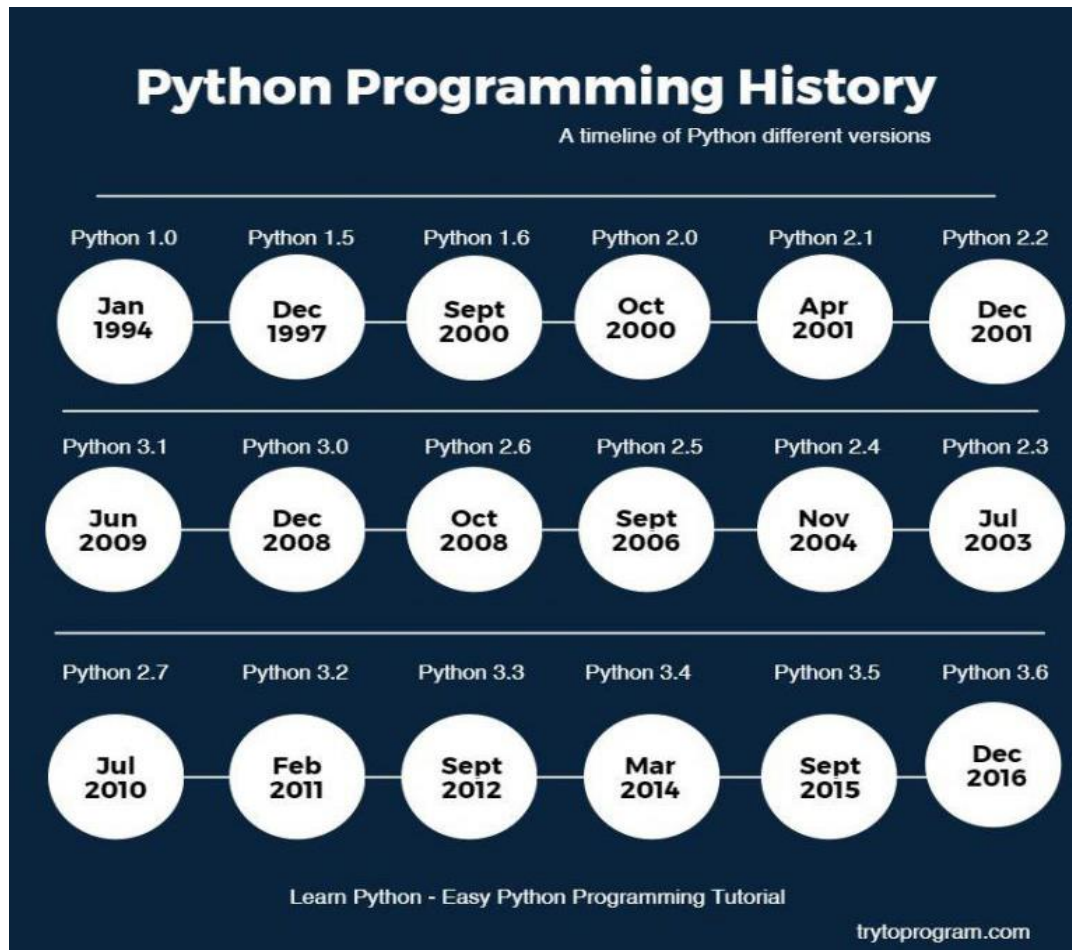 Python Programming History
A timeline of Python different versions
Python 1.0 Python 1.5 Python 1.6 Python 2.0 Python 2.1 Python 2.2
Jan Dec Sept Oct Apr Dec
1994 1997 2000 2000 2001 2001
Python 3.1 Python 3.0 Python 2.6 Python 2.5 Python 2.4 Python 2.3
Jun Dec Oct Sept Nov Jul
2009 2008 2008 2006 2004 2003
Python 2.7 Python 3.2 Python 3.3 Python 3.4 Python 3.5 Python 3.6
Jul Feb Sept Mar Sept Dec
2010 2011 2012 2014 2015 2016
Learn Python - Easy Python Programming Tutorial
trytoprogram.com